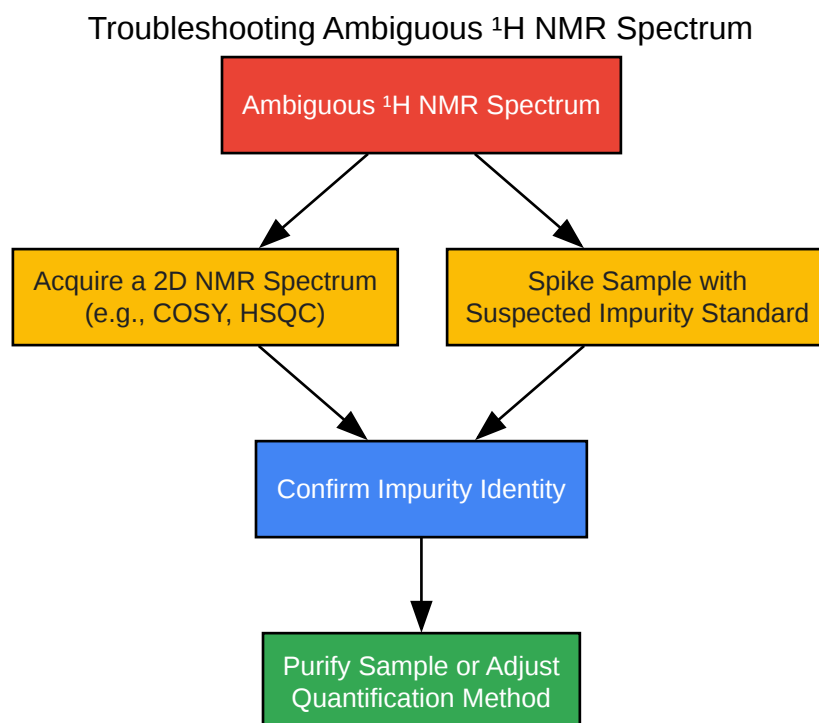 Troubleshooting Ambiguous ¹H NMR Spectrum
Ambiguous ¹H NMR Spectrum
Acquire a 2D NMR Spectrum
(e.g., COSY, HSQC)
Spike Sample with
Suspected Impurity Standard
Confirm Impurity Identity
Purify Sample or Adjust
Quantification Method